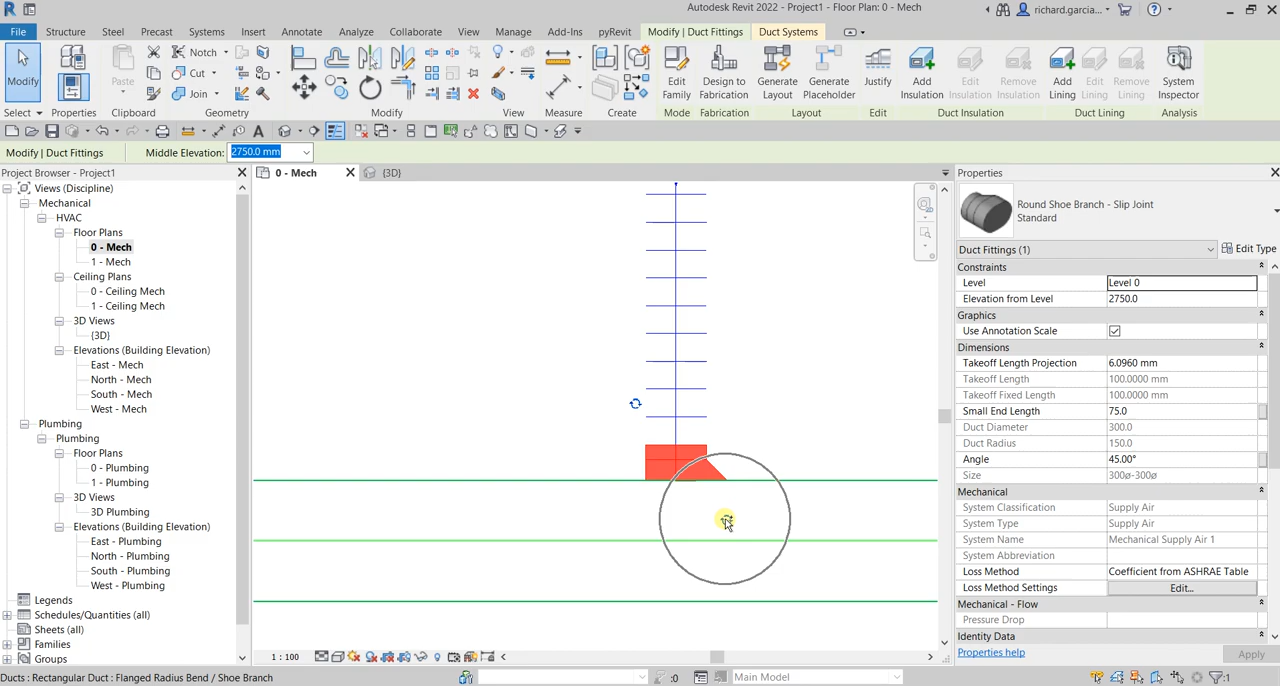 Autodesk Revit 2022 - Project1 - Floor Plan: 0 - Mech
richard.garcia...
File Structure Steel Precast Systems Insert Annotate Analyze Collaborate View Manage Add-Ins pyRevit Modify | Duct Fittings Duct Systems
Modify
Properties
Paste
Notch
Cut
Join
Edit Family
Design to Fabrication
Generate Layout
Generate Placeholder
Justify
Add Insulation
Edit Insulation
Remove Insulation
Add Lining
Edit Lining
Remove Lining
System Inspector
Select Properties Clipboard Geometry Modify View Measure Create Mode Fabrication Layout Edit Duct Insulation Duct Lining Analysis
Modify | Duct Fittings Middle Elevation: 2750.0 mm
Project Browser - Project1
Views (Discipline)
Mechanical
HVAC
Floor Plans
0 - Mech
1 - Mech
Ceiling Plans
0 - Ceiling Mech
1 - Ceiling Mech
3D Views
{3D}
Elevations (Building Elevation)
East - Mech
North - Mech
South - Mech
West - Mech
Plumbing
Plumbing
Floor Plans
0 - Plumbing
1 - Plumbing
3D Views
3D Plumbing
Elevations (Building Elevation)
East - Plumbing
North - Plumbing
South - Plumbing
West - Plumbing
Legends
Schedules/Quantities (all)
Sheets (all)
Families
Groups
0 - Mech
{3D}
Properties
Round Shoe Branch - Slip Joint
Standard
Duct Fittings (1) Edit Type
Constraints
Level Level 0
Elevation from Level 2750.0
Graphics
Use Annotation Scale
Dimensions
Takeoff Length Projection 6.0960 mm
Takeoff Length 100.0000 mm
Takeoff Fixed Length 100.0000 mm
Small End Length 75.0
Duct Diameter 300.0
Duct Radius 150.0
Angle 45.00°
Size 300ø-300ø
Mechanical
System Classification Supply Air
System Type Supply Air
System Name Mechanical Supply Air 1
System Abbreviation
Loss Method Coefficient from ASHRAE Table
Loss Method Settings Edit...
Mechanical - Flow
Pressure Drop
Identity Data
Properties help Apply
1 : 100
Ducts : Rectangular Duct : Flanged Radius Bend / Shoe Branch
:0
Main Model
:1